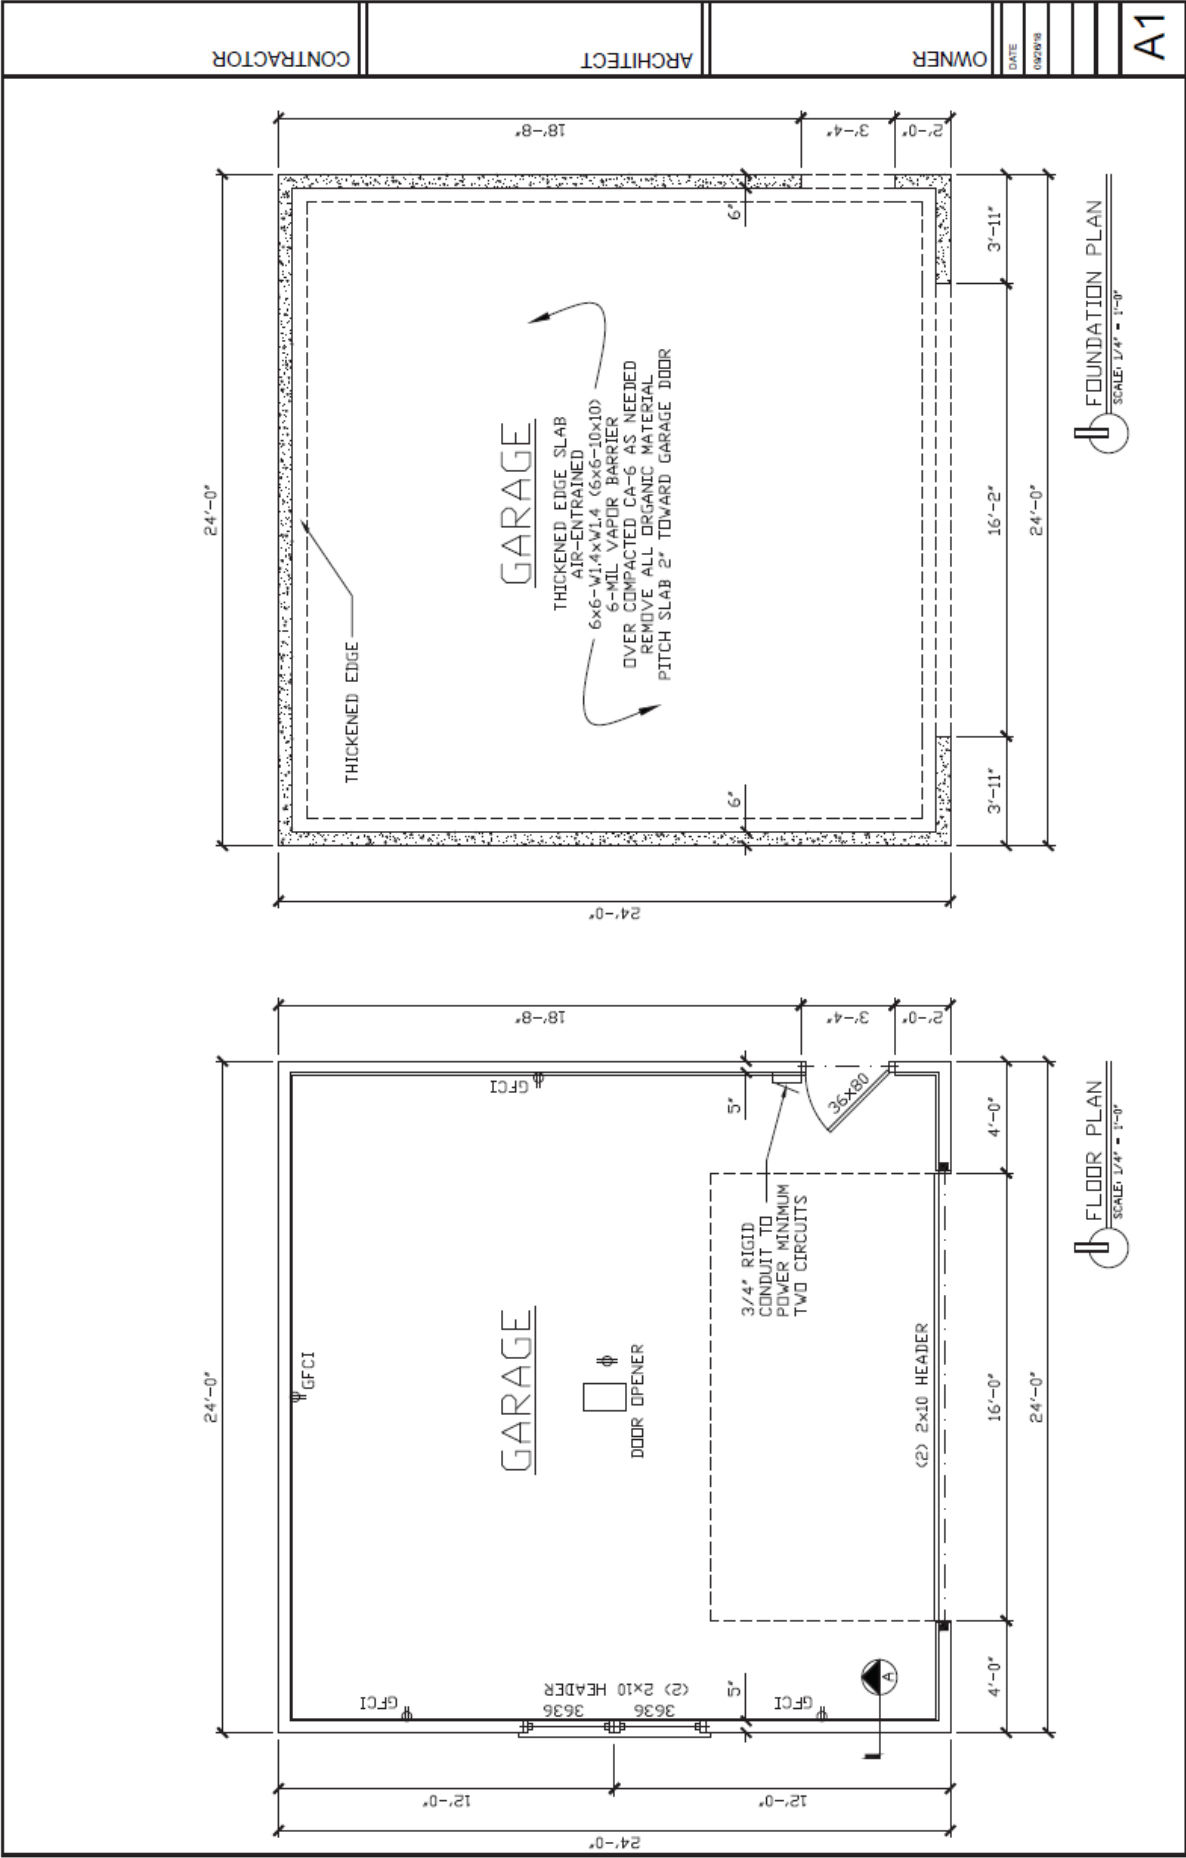 CONTRACTOR
ARCHITECT
OWNER
DATE
09/26/18
A1
24'-0"
18'-8"
3'-4"
2'-0"
6"
THICKENED EDGE
GARAGE
THICKENED EDGE SLAB
AIR-ENTRAINED
6x6-W1.4xW1.4 (6x6-10x10)
6-MIL VAPOR BARRIER
OVER COMPACTED CA-6 AS NEEDED
REMOVE ALL ORGANIC MATERIAL
PITCH SLAB 2" TOWARD GARAGE DOOR
6"
3'-11"
16'-2"
3'-11"
24'-0"
24'-0"
FOUNDATION PLAN
SCALE: 1/4" = 1'-0"
24'-0"
18'-8"
3'-4"
2'-0"
GFCI
GFCI
GFCI
GFCI
5"
36x80
GARAGE
DOOR OPENER
3/4" RIGID
CONDUIT TO
POWER MINIMUM
TWO CIRCUITS
(2) 2x10 HEADER
(2) 2x10 HEADER
3636
3636
5"
A
4'-0"
16'-0"
4'-0"
24'-0"
12'-0"
12'-0"
24'-0"
FLOOR PLAN
SCALE: 1/4" = 1'-0"